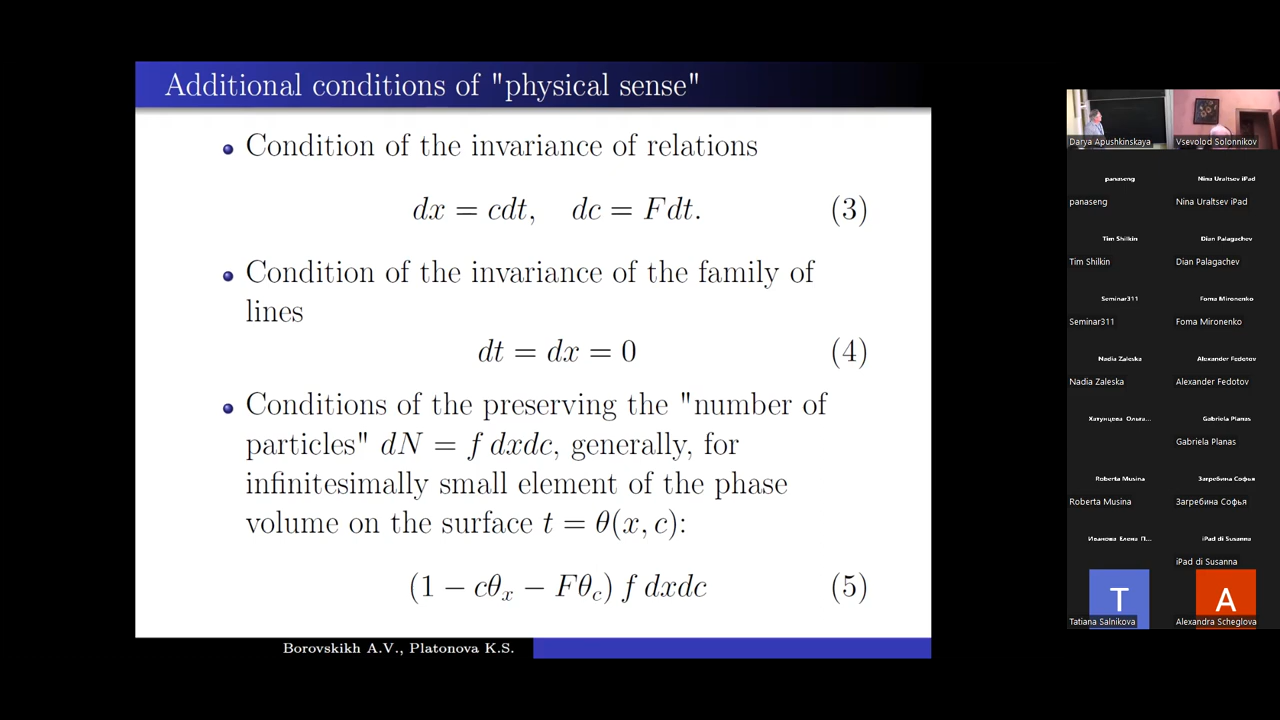 Additional conditions of "physical sense"
Condition of the invariance of relations
dx = cdt, dc = Fdt. (3)
Condition of the invariance of the family of
lines
dt = dx = 0 (4)
Conditions of the preserving the "number of
particles" dN = f dxdc, generally, for
infinitesimally small element of the phase
volume on the surface t = θ(x, c):
(1 − cθₓ − Fθ_c) f dxdc (5)
Borovskikh A.V., Platonova K.S.
Darya Apushkinskaya
Vsevolod Solonnikov
panaseng
Nina Uraltsev iPad
panaseng
Nina Uraltsev iPad
Tim Shilkin
Dian Palagachev
Tim Shilkin
Dian Palagachev
Seminar311
Foma Mironenko
Seminar311
Foma Mironenko
Nadia Zaleska
Alexander Fedotov
Nadia Zaleska
Alexander Fedotov
Хатунцева Ольга...
Gabriela Planas
Gabriela Planas
Roberta Musina
Загребина Софья
Roberta Musina
Загребина Софья
Иванова Елена П...
iPad di Susanna
iPad di Susanna
T
A
Tatiana Salnikova
Alexandra Scheglova